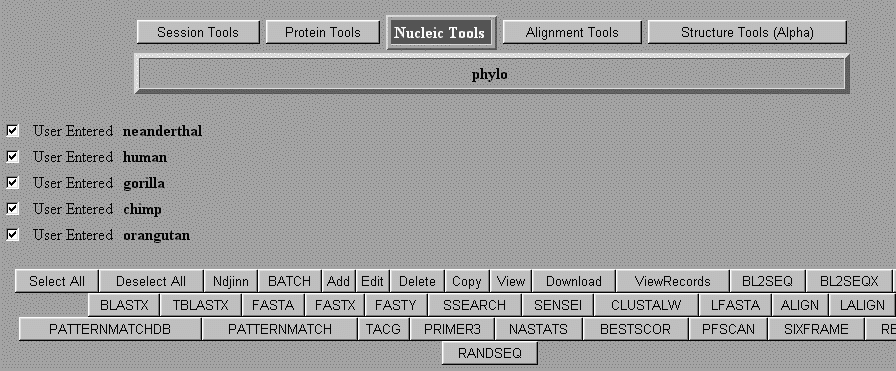 Session Tools Protein Tools Nucleic Tools Alignment Tools Structure Tools (Alpha)
phylo
User Entered neanderthal
User Entered human
User Entered gorilla
User Entered chimp
User Entered orangutan
Select All Deselect All Ndjinn BATCH Add Edit Delete Copy View Download ViewRecords BL2SEQ BL2SEQX
BLASTX TBLASTX FASTA FASTX FASTY SSEARCH SENSEI CLUSTALW LFASTA ALIGN LALIGN
PATTERNMATCHDB PATTERNMATCH TACG PRIMER3 NASTATS BESTSCOR PFSCAN SIXFRAME RE
RANDSEQ